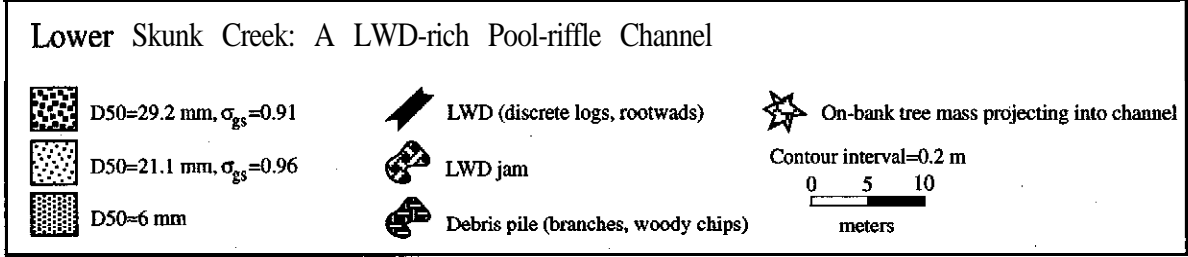 Lower Skunk Creek: A LWD-rich Pool-riffle Channel
D50=29.2 mm, σgs=0.91
D50=21.1 mm, σgs=0.96
D50=6 mm
LWD (discrete logs, rootwads)
LWD jam
Debris pile (branches, woody chips)
On-bank tree mass projecting into channel
Contour interval=0.2 m
0 5 10
meters